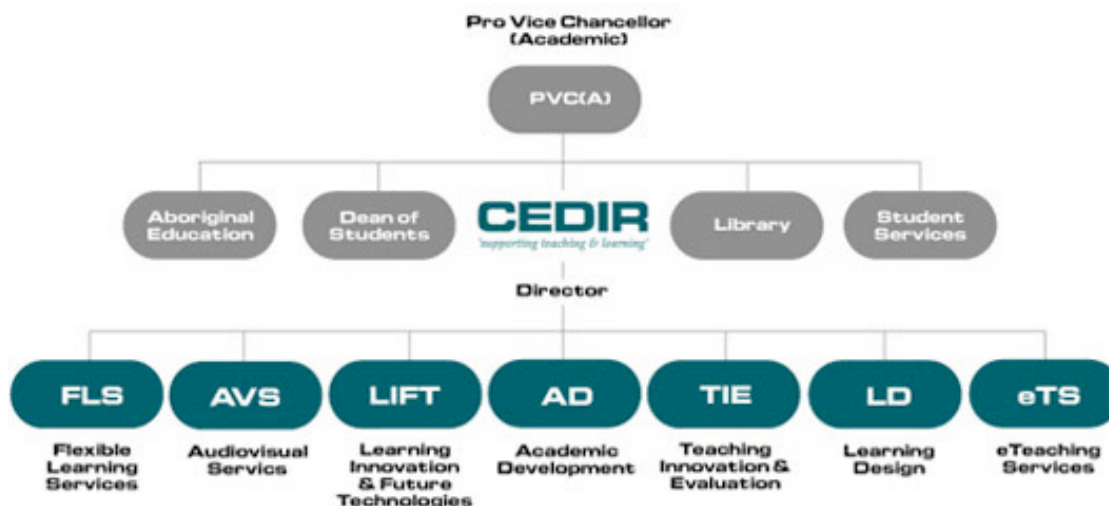 Pro Vice Chancellor
(Academic)
PVC(A)
Aboriginal
Education
Dean of
Students
CEDIR
'supporting teaching & learning'
Library
Student
Services
Director
FLS
AVS
LIFT
AD
TIE
LD
eTS
Flexible
Learning
Services
Audiovisual
Servics
Learning
Innovation
& Future
Technologies
Academic
Development
Teaching
Innovation &
Evaluation
Learning
Design
eTeaching
Services